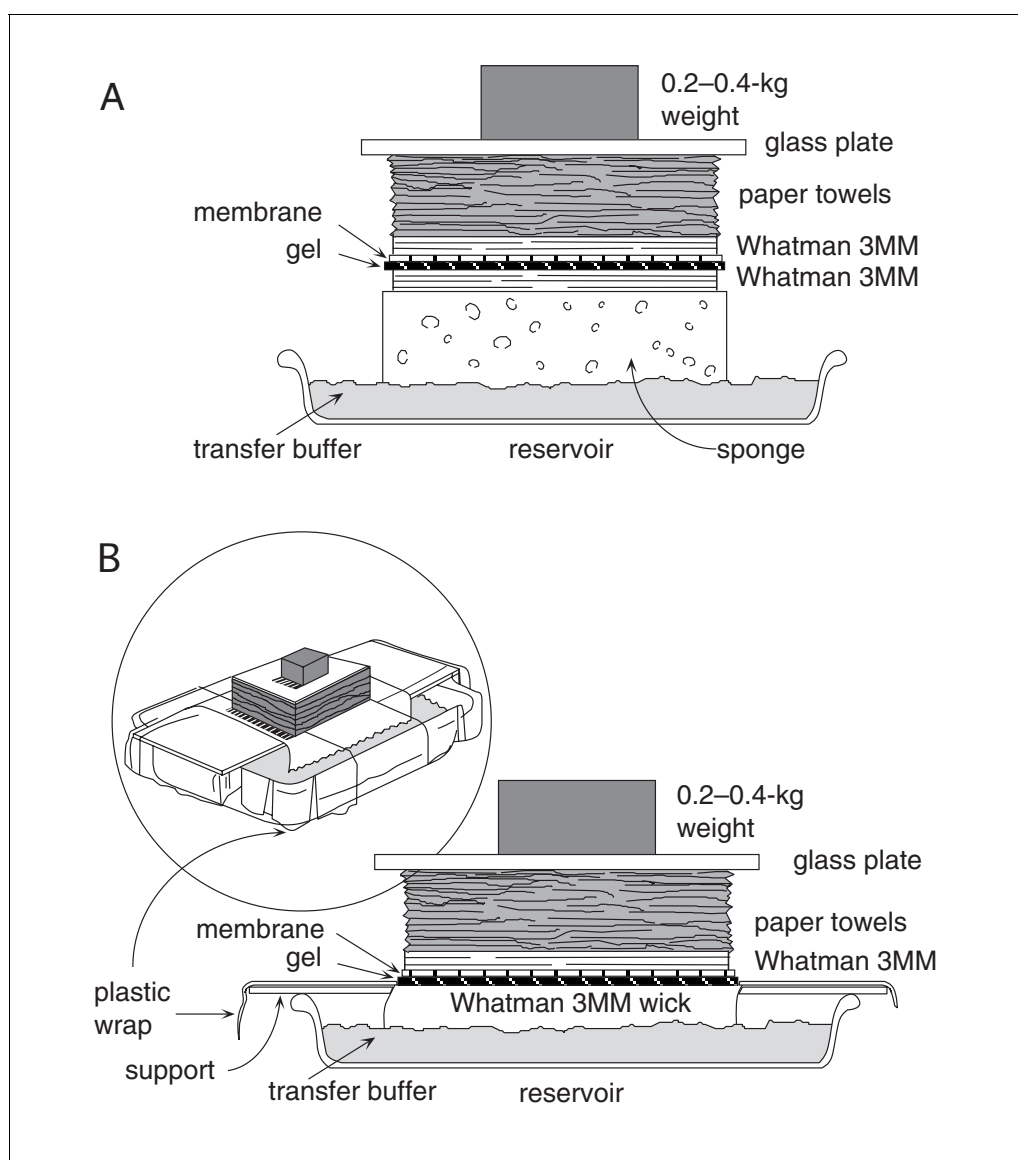 A
0.2–0.4-kg
weight
glass plate
paper towels
membrane
gel
Whatman 3MM
Whatman 3MM
transfer buffer
reservoir
sponge
B
0.2–0.4-kg
weight
glass plate
paper towels
membrane
gel
Whatman 3MM
Whatman 3MM wick
plastic
wrap
support
transfer buffer
reservoir